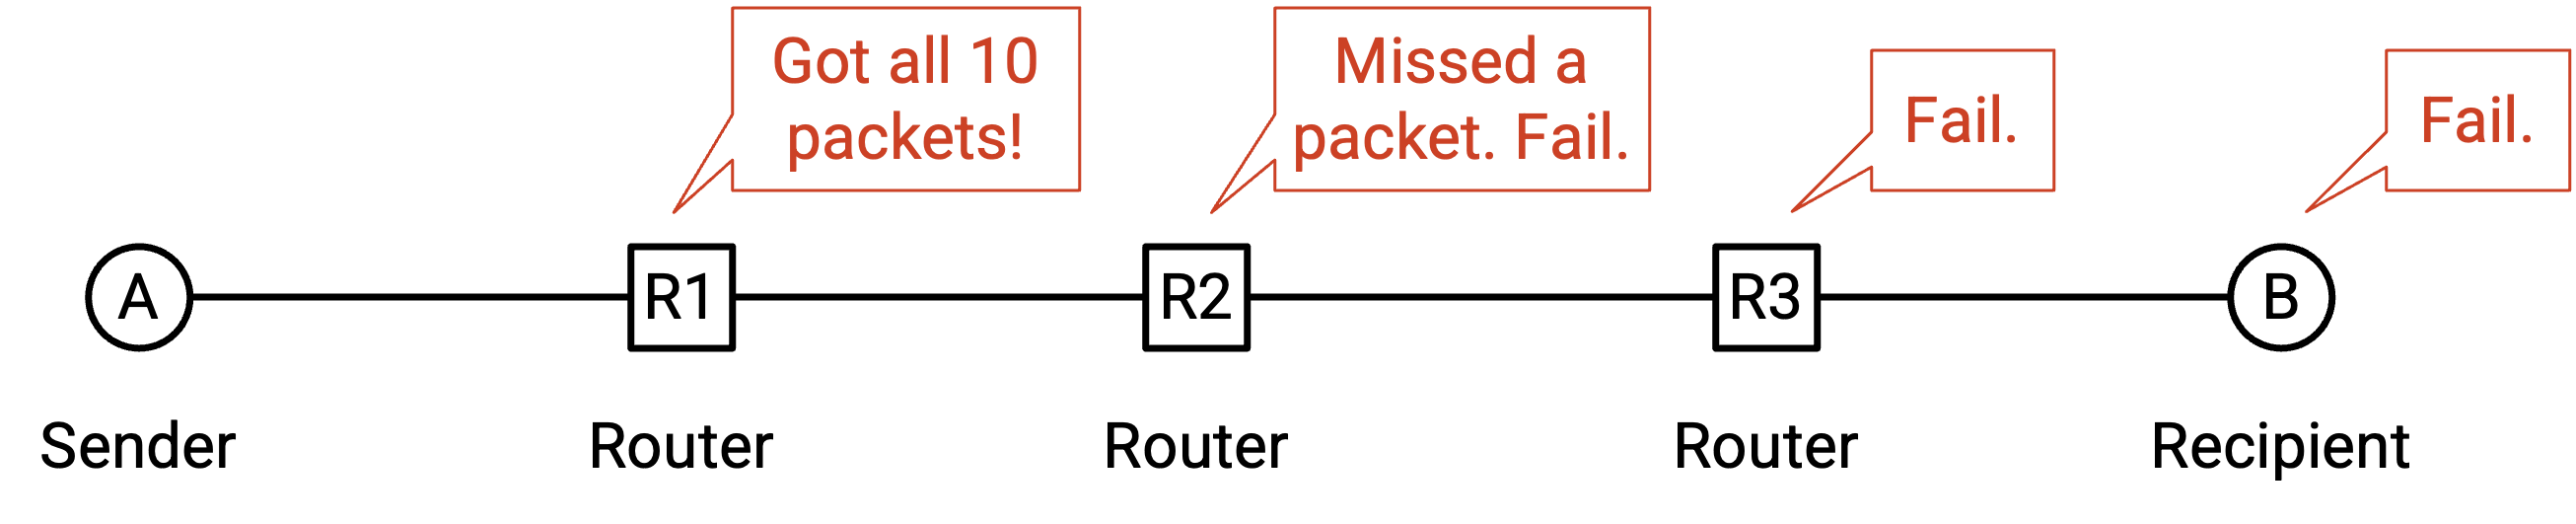 Got all 10
packets!
Missed a
packet. Fail.
Fail.
Fail.
A
R1
R2
R3
B
Sender
Router
Router
Router
Recipient